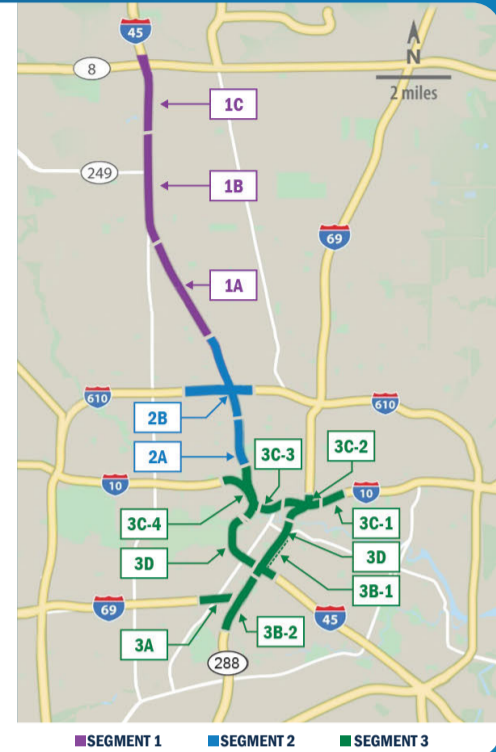 45
N
8
2 miles
1C
249
1B
69
1A
610
610
2B
2A
3C-3
3C-2
10
10
3C-4
3C-1
3D
3D
3B-1
69
45
3A
3B-2
288
SEGMENT 1 SEGMENT 2 SEGMENT 3